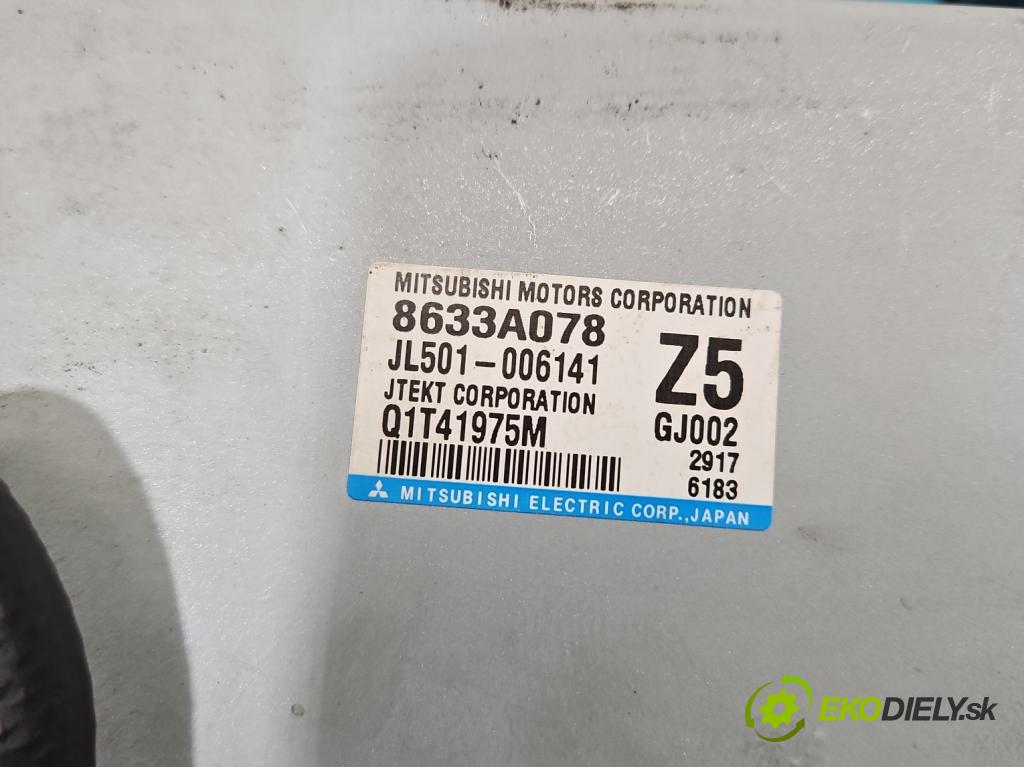 MITSUBISHI MOTORS CORPORATION
8633A078
Z5
JL501-006141
JTEKT CORPORATION
GJ002
Q1T41975M
2917
6183
MITSUBISHI ELECTRIC CORP.,JAPAN
EKODIELY.sk